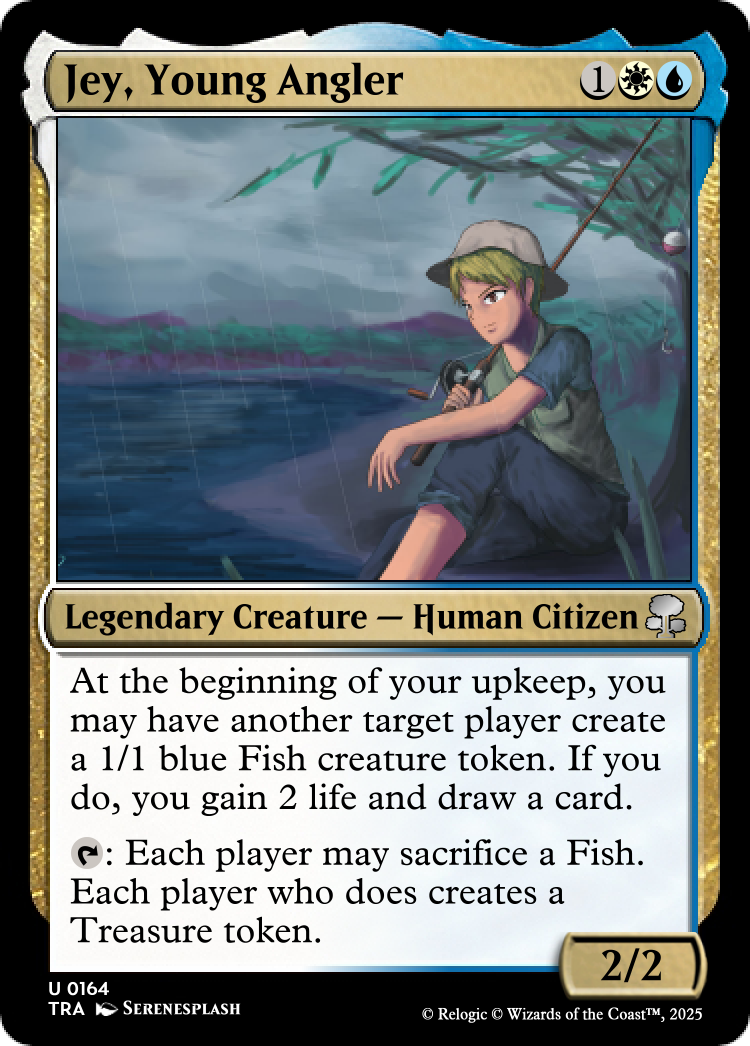 Jey, Young Angler 1
Legendary Creature — Human Citizen
At the beginning of your upkeep, you
may have another target player create
a 1/1 blue Fish creature token. If you
do, you gain 2 life and draw a card.
: Each player may sacrifice a Fish.
Each player who does creates a
Treasure token.
2/2
U 0164
TRA SERENESPLASH
© Relogic © Wizards of the Coast™, 2025